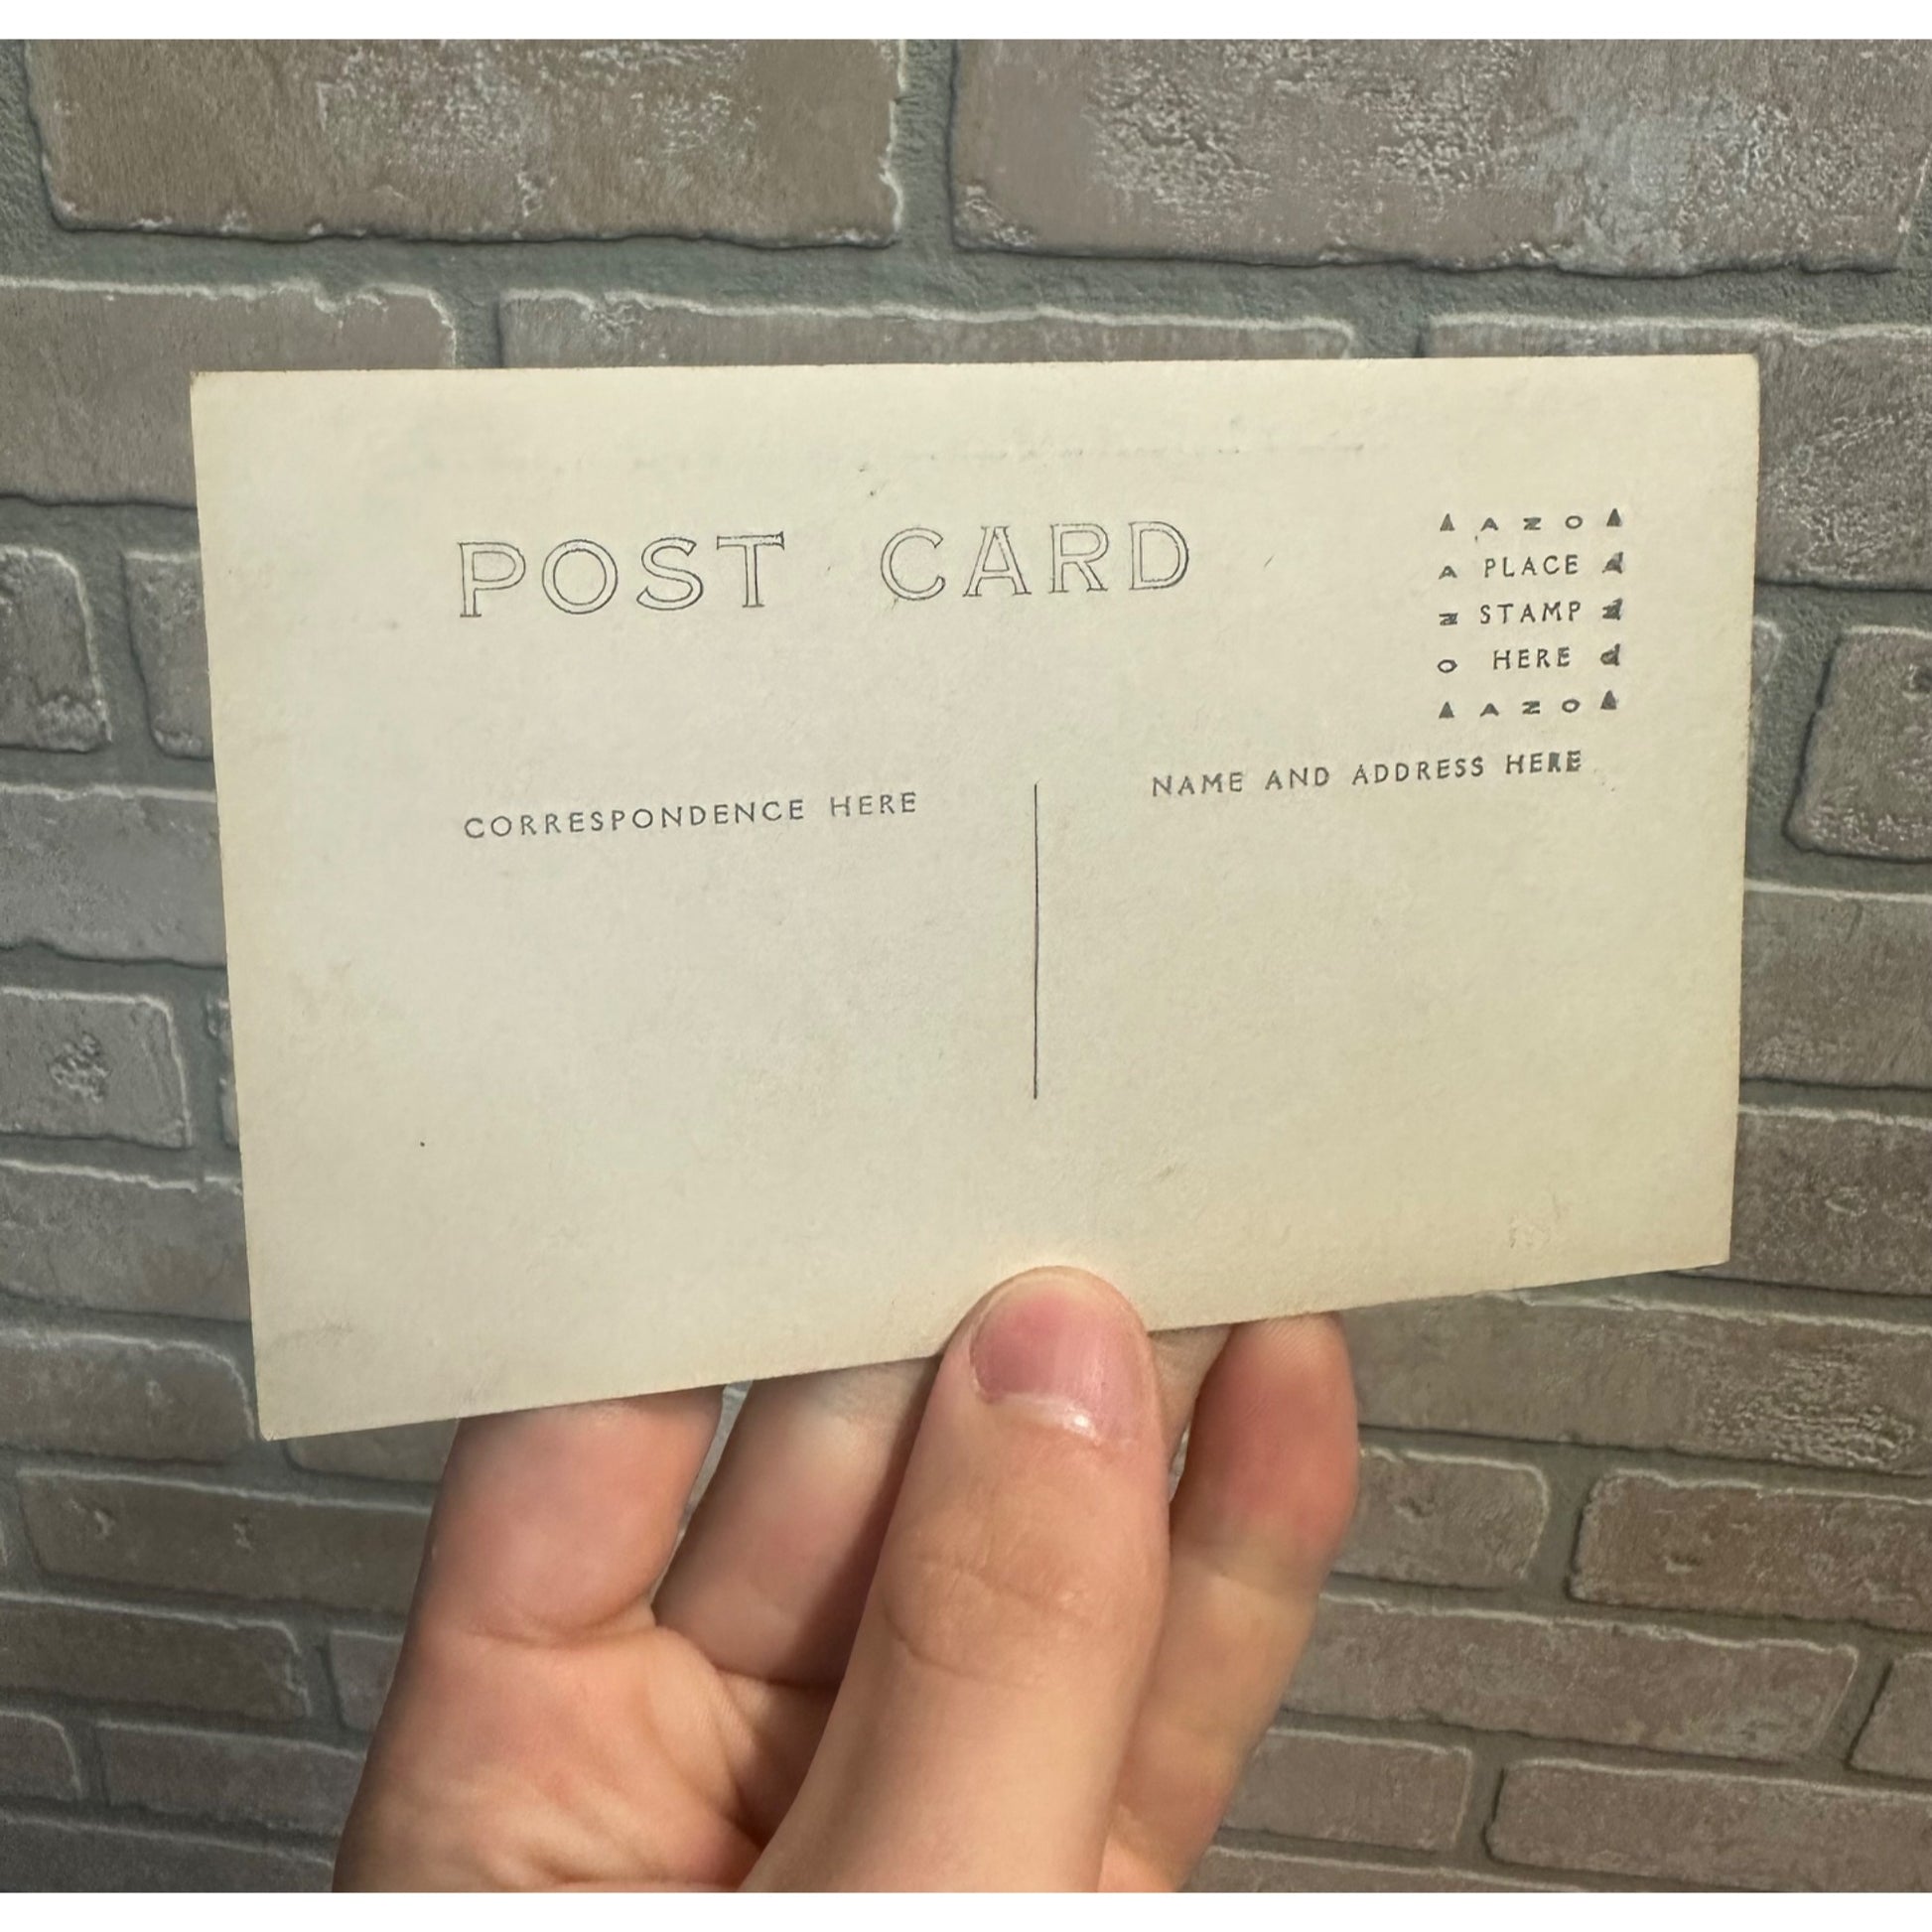 POST CARD
AZO
A PLACE A
Z STAMP Z
O HERE O
AZO
CORRESPONDENCE HERE
NAME AND ADDRESS HERE